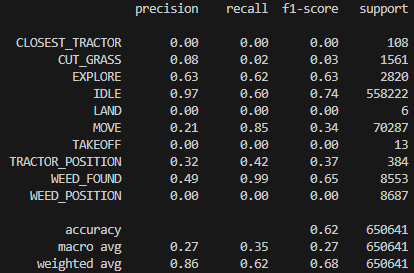 precision recall f1-score support
CLOSEST_TRACTOR 0.00 0.00 0.00 108
CUT_GRASS 0.08 0.02 0.03 1561
EXPLORE 0.63 0.62 0.63 2820
IDLE 0.97 0.60 0.74 558222
LAND 0.00 0.00 0.00 6
MOVE 0.21 0.85 0.34 70287
TAKEOFF 0.00 0.00 0.00 13
TRACTOR_POSITION 0.32 0.42 0.37 384
WEED_FOUND 0.49 0.99 0.65 8553
WEED_POSITION 0.00 0.00 0.00 8687
accuracy 0.62 650641
macro avg 0.27 0.35 0.27 650641
weighted avg 0.86 0.62 0.68 650641